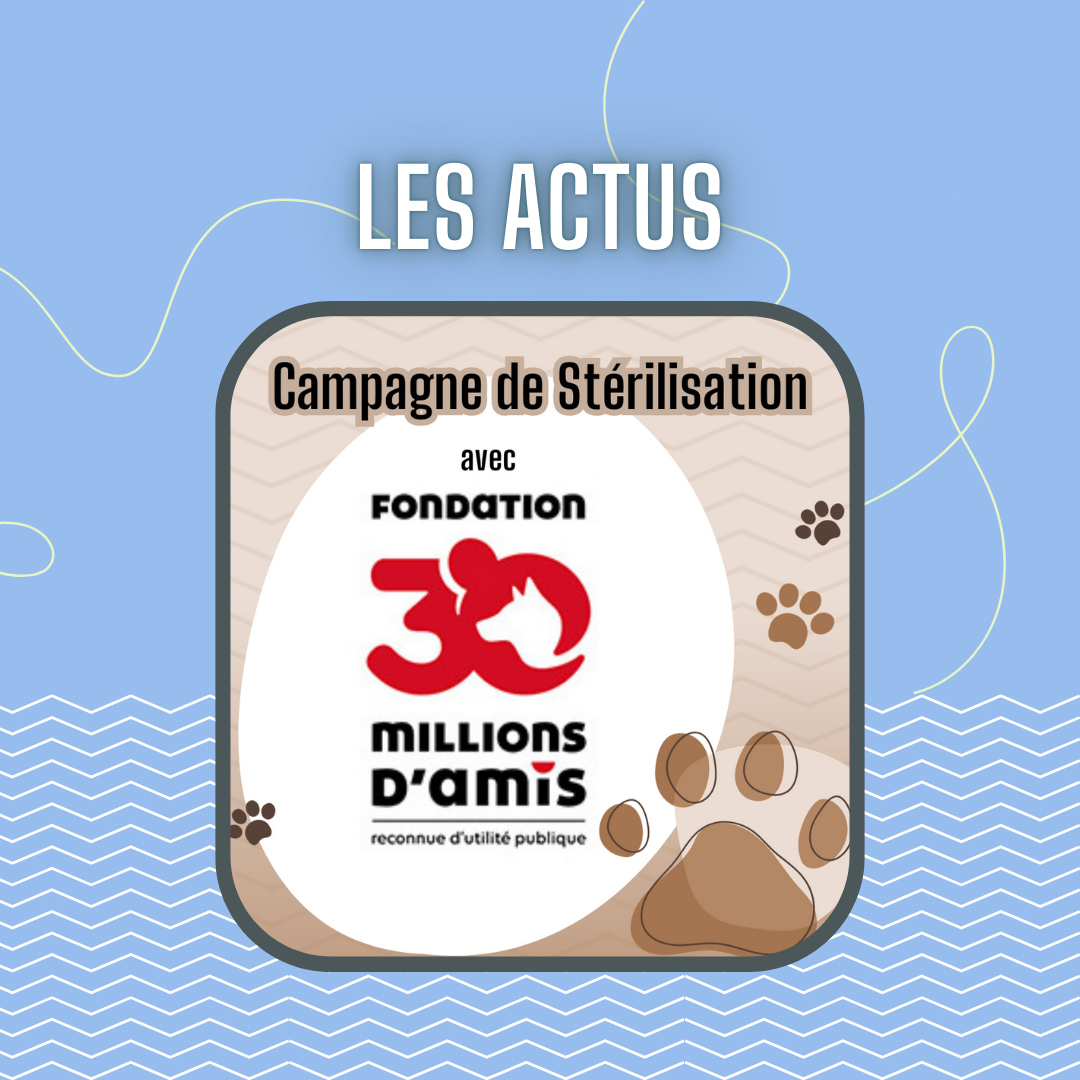 LES ACTUS
Campagne de Stérilisation
avec
FONDATION
30
MILLIONS
D'AMIS
reconnue d'utilité publique